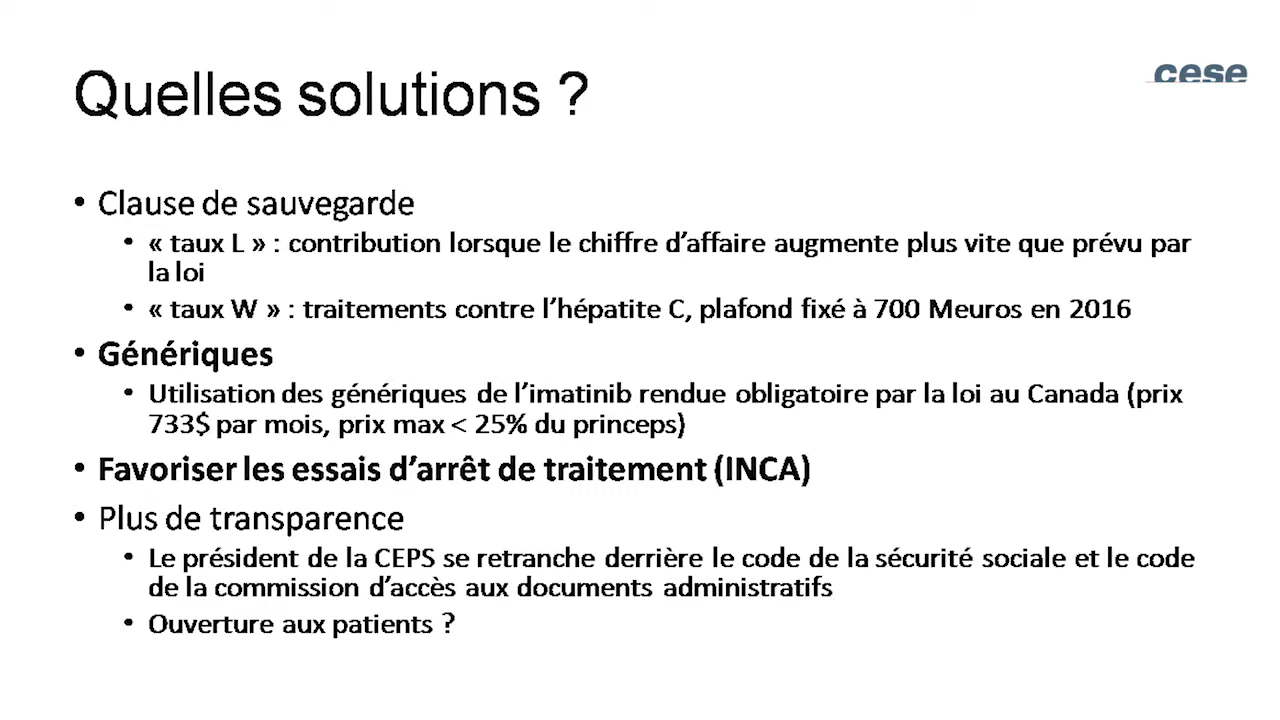 cese
Quelles solutions ?
• Clause de sauvegarde
• « taux L » : contribution lorsque le chiffre d’affaire augmente plus vite que prévu par
la loi
• « taux W » : traitements contre l’hépatite C, plafond fixé à 700 Meuros en 2016
• Génériques
• Utilisation des génériques de l’imatinib rendue obligatoire par la loi au Canada (prix
733$ par mois, prix max < 25% du princeps)
• Favoriser les essais d’arrêt de traitement (INCA)
• Plus de transparence
• Le président de la CEPS se retranche derrière le code de la sécurité sociale et le code
de la commission d’accès aux documents administratifs
• Ouverture aux patients ?